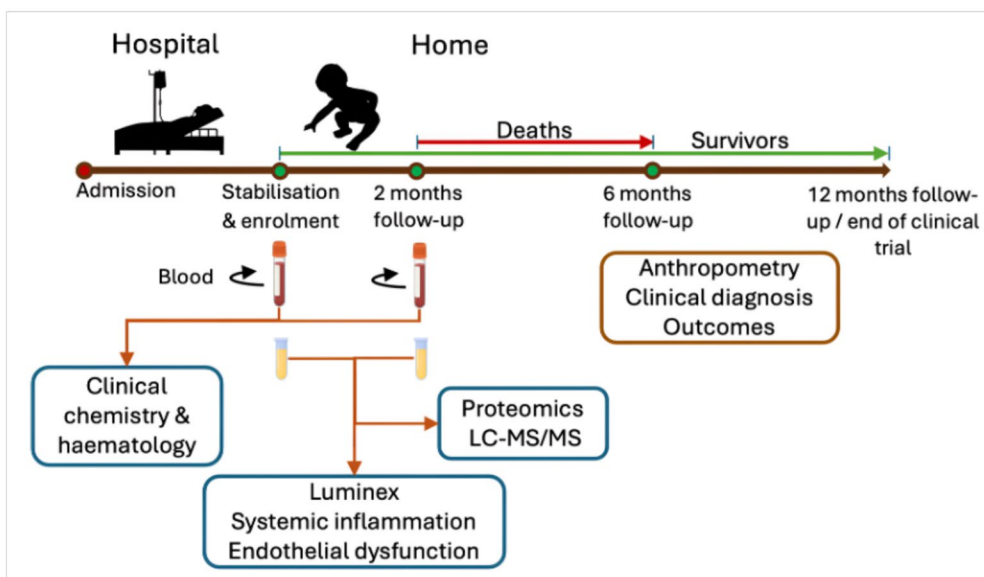 Hospital
Home
Deaths
Survivors
Admission
Stabilisation
& enrolment
2 months
follow-up
6 months
follow-up
12 months follow-
up / end of clinical
trial
Blood
Anthropometry
Clinical diagnosis
Outcomes
Clinical
chemistry &
haematology
Proteomics
LC-MS/MS
Luminex
Systemic inflammation
Endothelial dysfunction